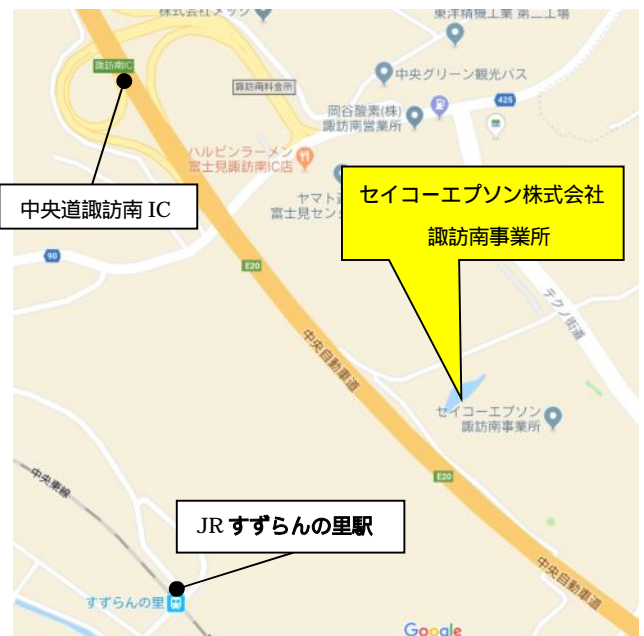 株式会社メック
東洋精機工業 第二工場
諏訪南IC
中央グリーン観光バス
諏訪南料金所
425
岡谷酸素(株)
諏訪南営業所
ハルピンラーメン
富士見諏訪南IC店
ヤマト運
富士見セン
セイコーエプソン株式会社
諏訪南事業所
中央道諏訪南 IC
90
E20
テクノ街道
中央自動車道
セイコーエプソン
諏訪南事業所
E20
中央東線
JR すずらんの里駅
中央自動車道
すずらんの里
Google